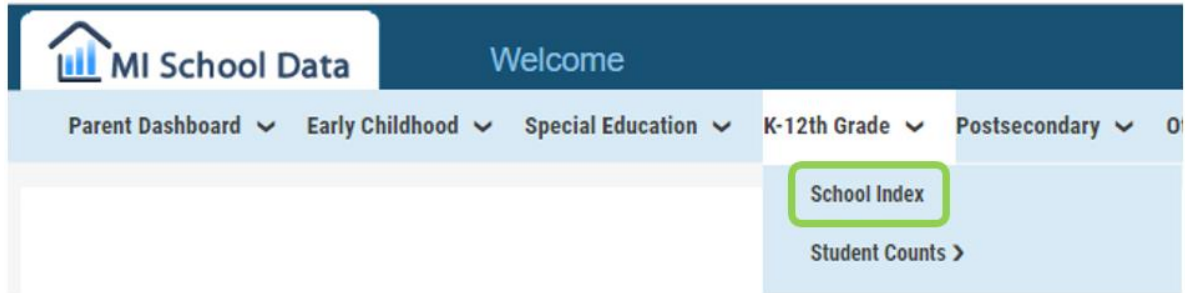 MI School Data Welcome
Parent Dashboard Early Childhood Special Education K-12th Grade Postsecondary
School Index
Student Counts